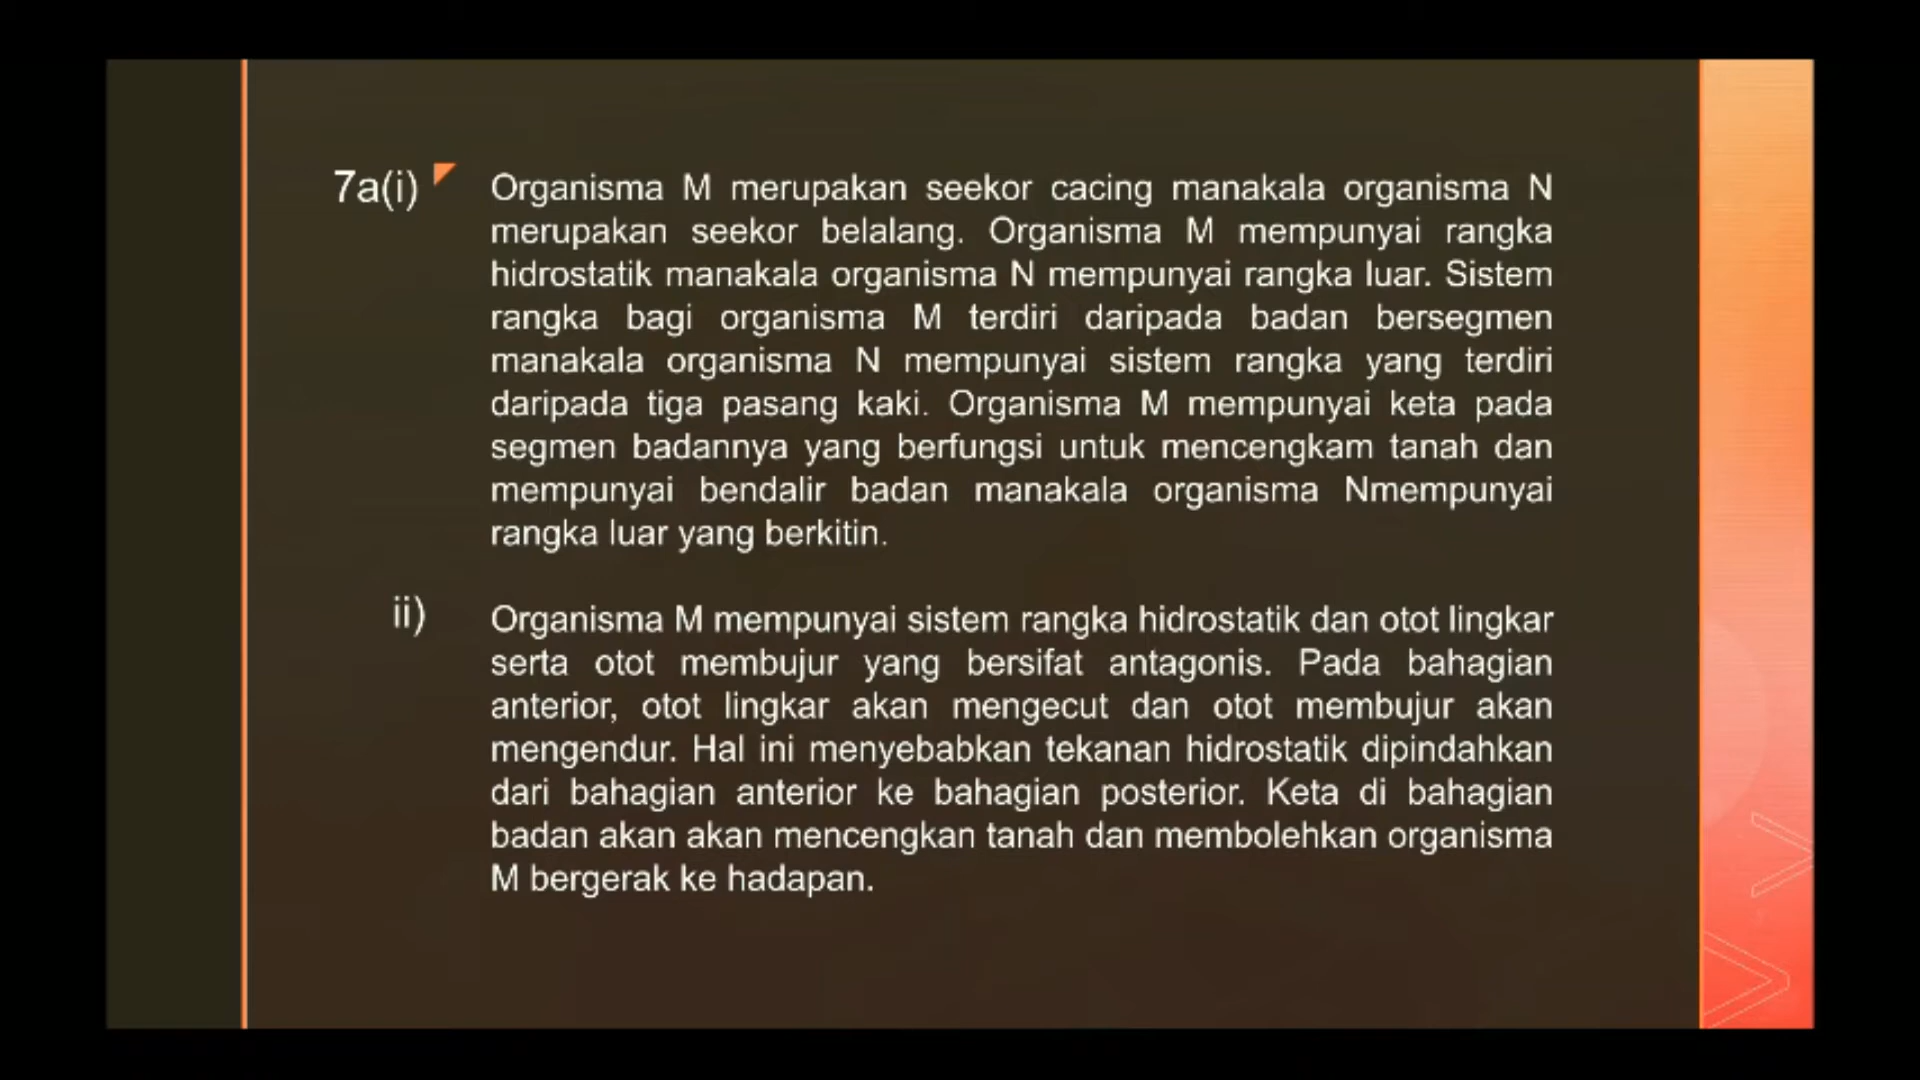 7a(i) Organisma M merupakan seekor cacing manakala organisma N
merupakan seekor belalang. Organisma M mempunyai rangka
hidrostatik manakala organisma N mempunyai rangka luar. Sistem
rangka bagi organisma M terdiri daripada badan bersegmen
manakala organisma N mempunyai sistem rangka yang terdiri
daripada tiga pasang kaki. Organisma M mempunyai keta pada
segmen badannya yang berfungsi untuk mencengkam tanah dan
mempunyai bendalir badan manakala organisma Nmempunyai
rangka luar yang berkitin.
ii) Organisma M mempunyai sistem rangka hidrostatik dan otot lingkar
serta otot membujur yang bersifat antagonis. Pada bahagian
anterior, otot lingkar akan mengecut dan otot membujur akan
mengendur. Hal ini menyebabkan tekanan hidrostatik dipindahkan
dari bahagian anterior ke bahagian posterior. Keta di bahagian
badan akan akan mencengkan tanah dan membolehkan organisma
M bergerak ke hadapan.